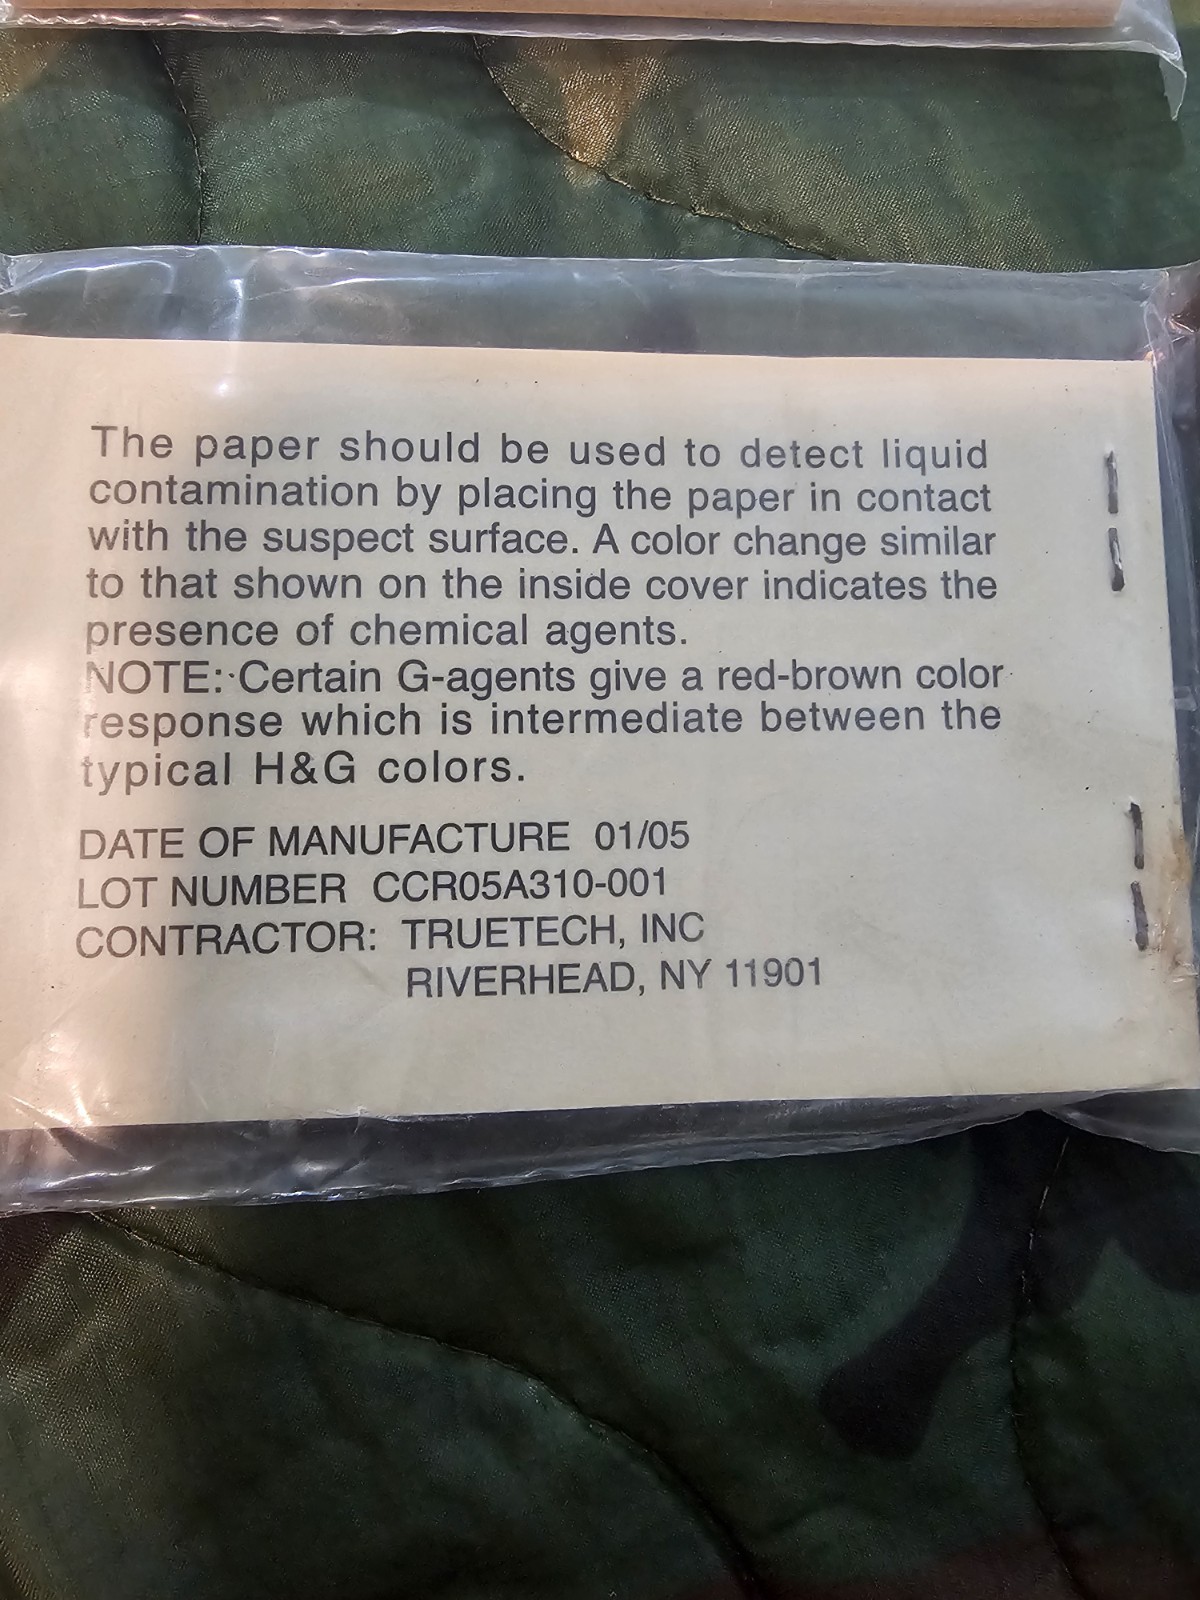 The paper should be used to detect liquid
contamination by placing the paper in contact
with the suspect surface. A color change similar
to that shown on the inside cover indicates the
presence of chemical agents.
NOTE: Certain G-agents give a red-brown color
response which is intermediate between the
typical H&G colors.
DATE OF MANUFACTURE 01/05
LOT NUMBER CCR05A310-001
CONTRACTOR: TRUETECH, INC
RIVERHEAD, NY 11901